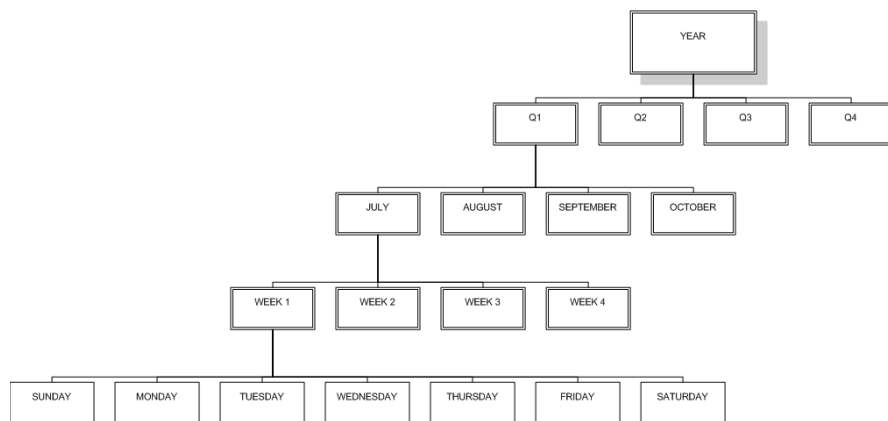 YEAR
Q1 Q2 Q3 Q4
JULY AUGUST SEPTEMBER OCTOBER
WEEK 1 WEEK 2 WEEK 3 WEEK 4
SUNDAY MONDAY TUESDAY WEDNESDAY THURSDAY FRIDAY SATURDAY